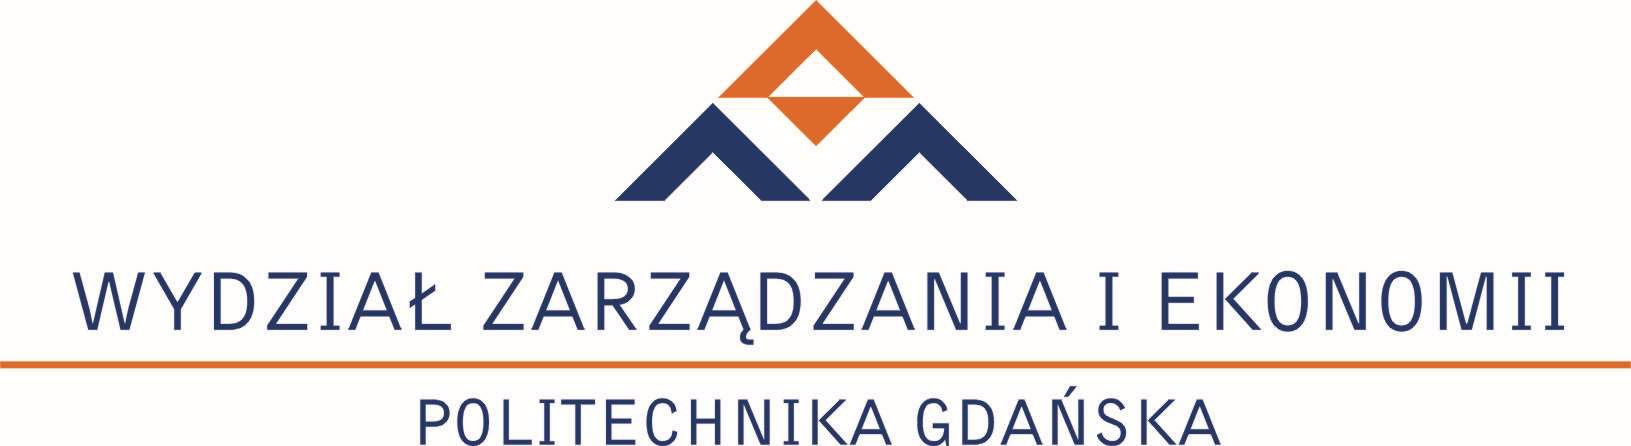 WYDZIAŁ ZARZĄDZANIA I EKONOMII
POLITECHNIKA GDAŃSKA